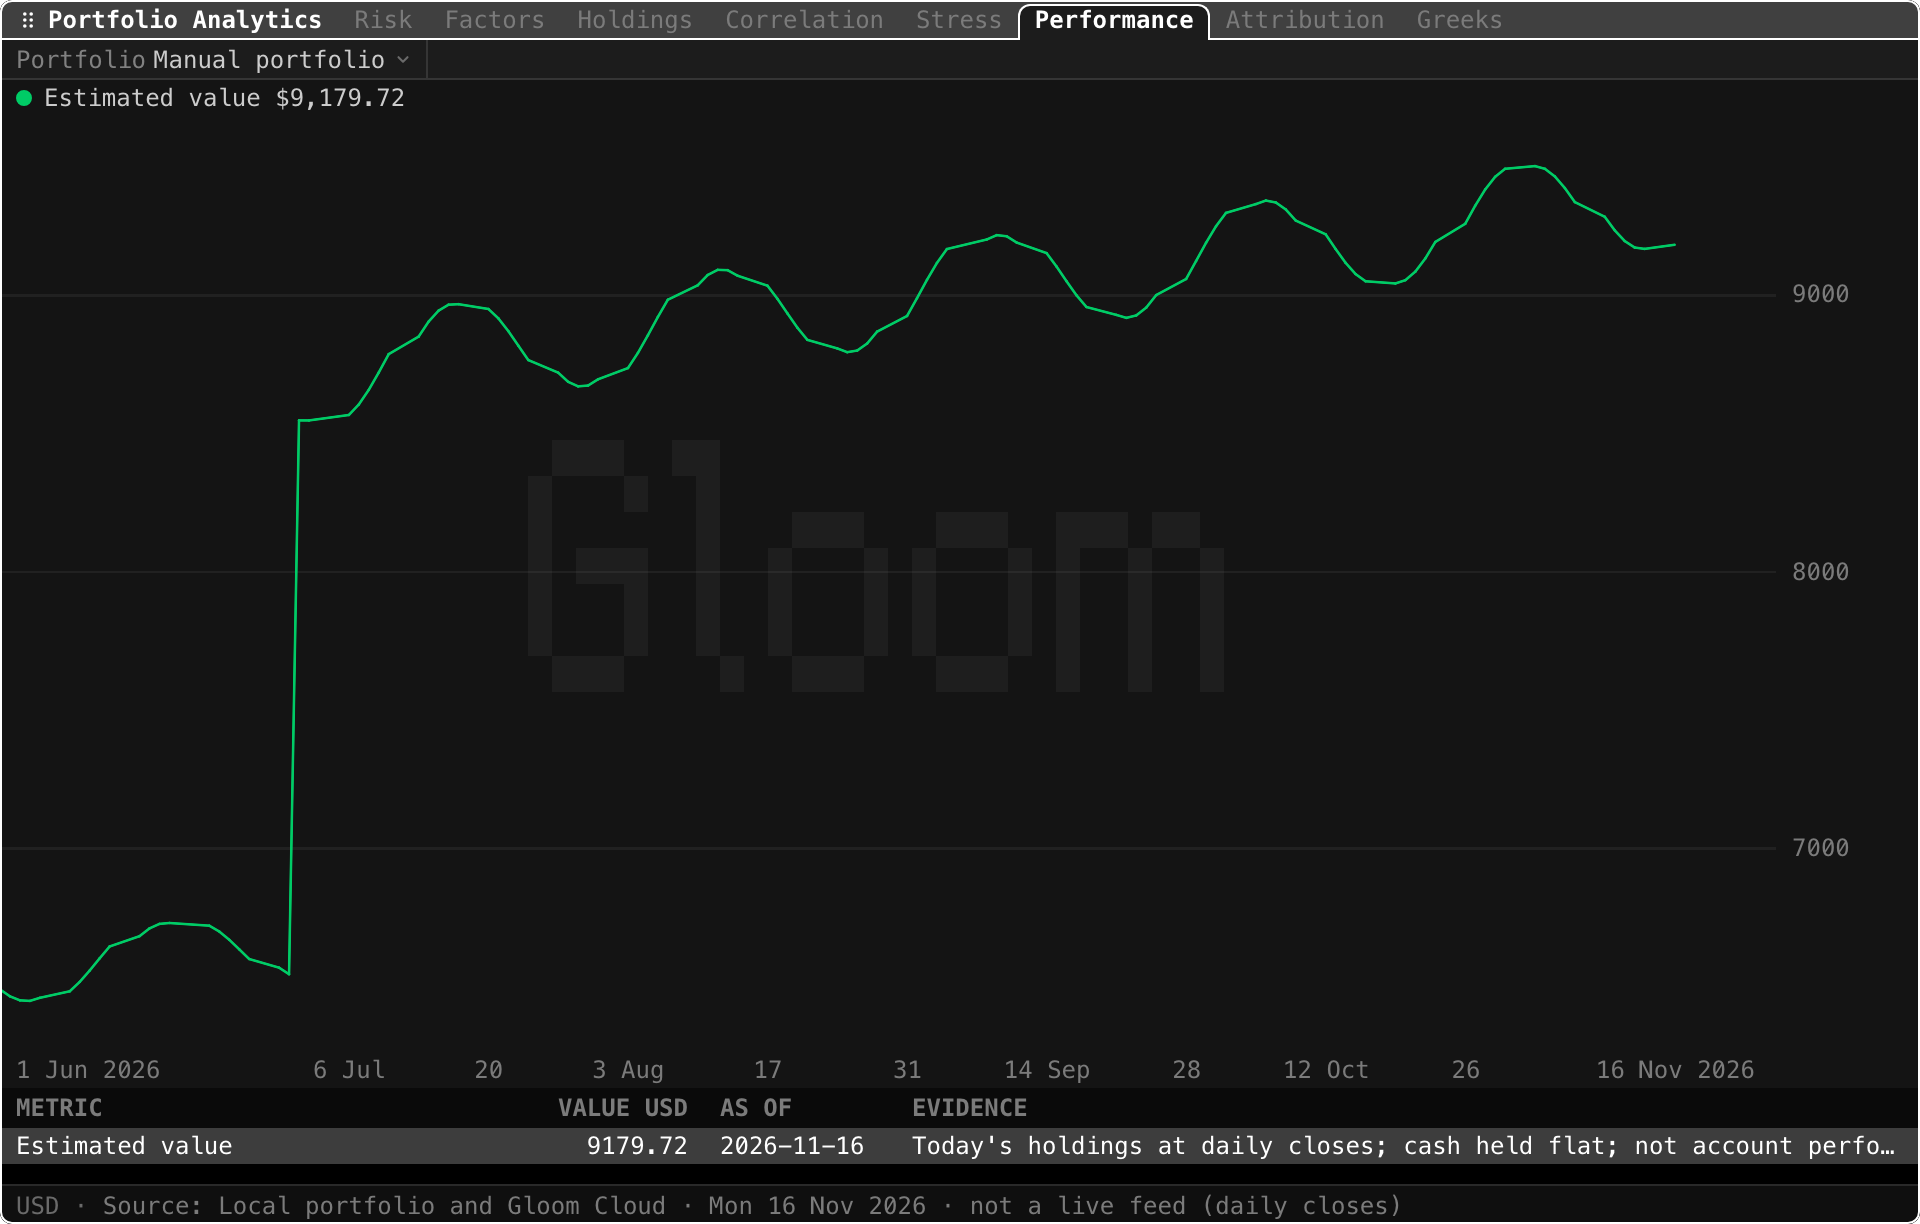 ⠿ Portfolio Analytics Risk Factors Holdings Correlation Stress Performance Attribution Greeks
Portfolio Manual portfolio
Estimated value $9,179.72
Gloom
9000
8000
7000
1 Jun 2026 6 Jul 20 3 Aug 17 31 14 Sep 28 12 Oct 26 16 Nov 2026
METRIC VALUE USD AS OF EVIDENCE
Estimated value 9179.72 2026-11-16 Today's holdings at daily closes; cash held flat; not account perfo…
USD · Source: Local portfolio and Gloom Cloud · Mon 16 Nov 2026 · not a live feed (daily closes)